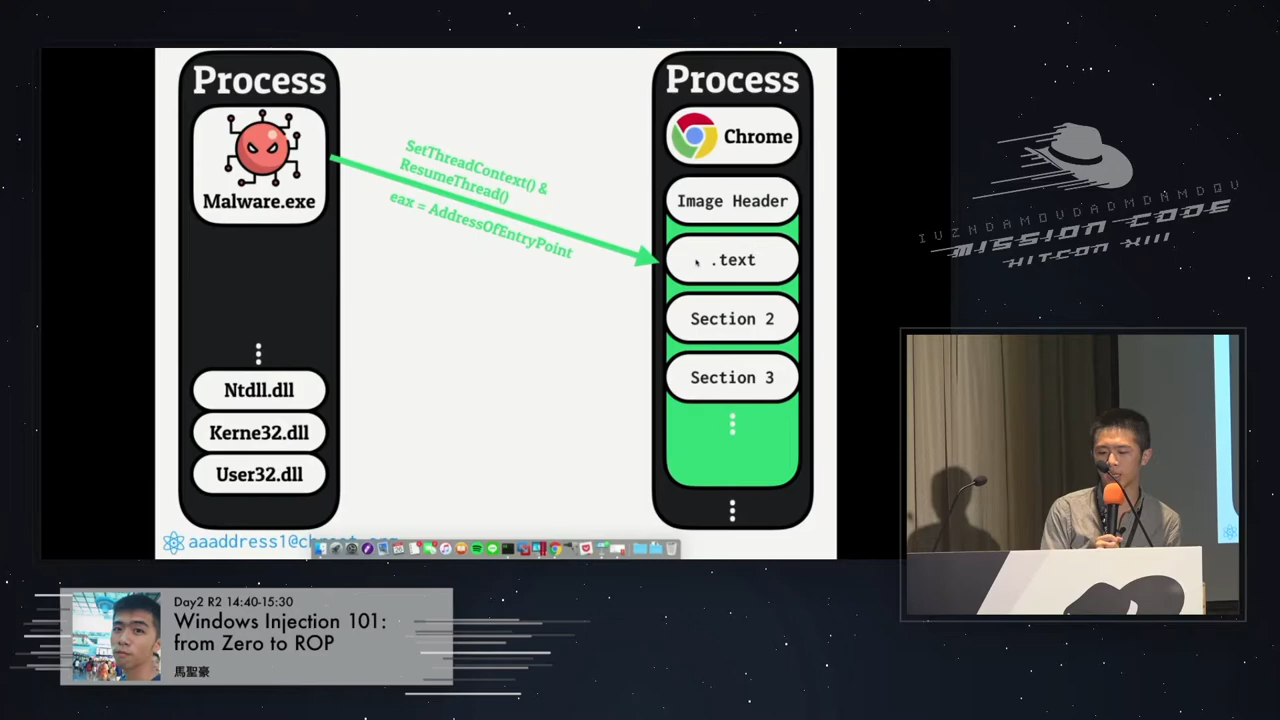 Process
Malware.exe
Ntdll.dll
Kerne32.dll
User32.dll
SetThreadContext() &
ResumeThread()
eax = AddressOfEntryPoint
Process
Chrome
Image Header
.text
Section 2
Section 3
MISSION CODE
HITCON XIII
Day2 R2 14:40-15:30
Windows Injection 101:
from Zero to ROP
馬聖豪